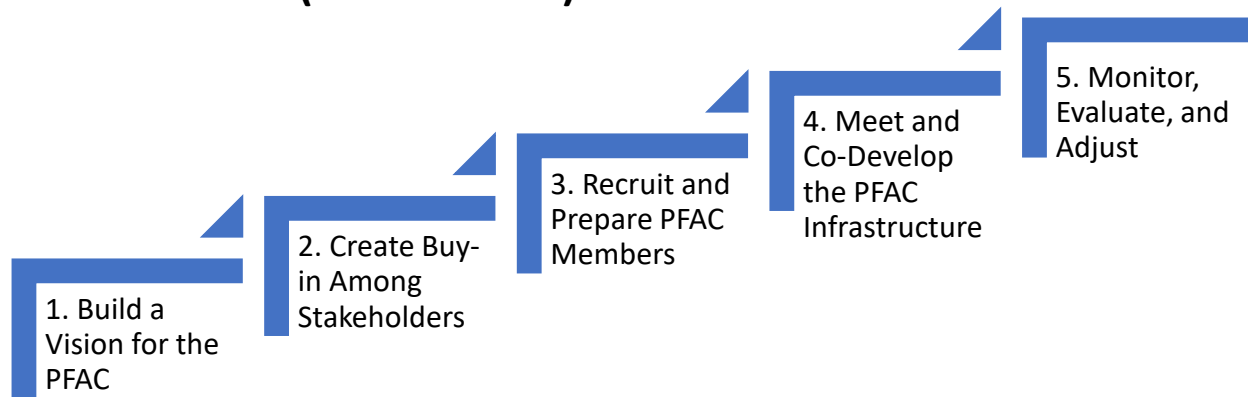 1. Build a
Vision for the
PFAC
2. Create Buy-
in Among
Stakeholders
3. Recruit and
Prepare PFAC
Members
4. Meet and
Co-Develop
the PFAC
Infrastructure
5. Monitor,
Evaluate, and
Adjust